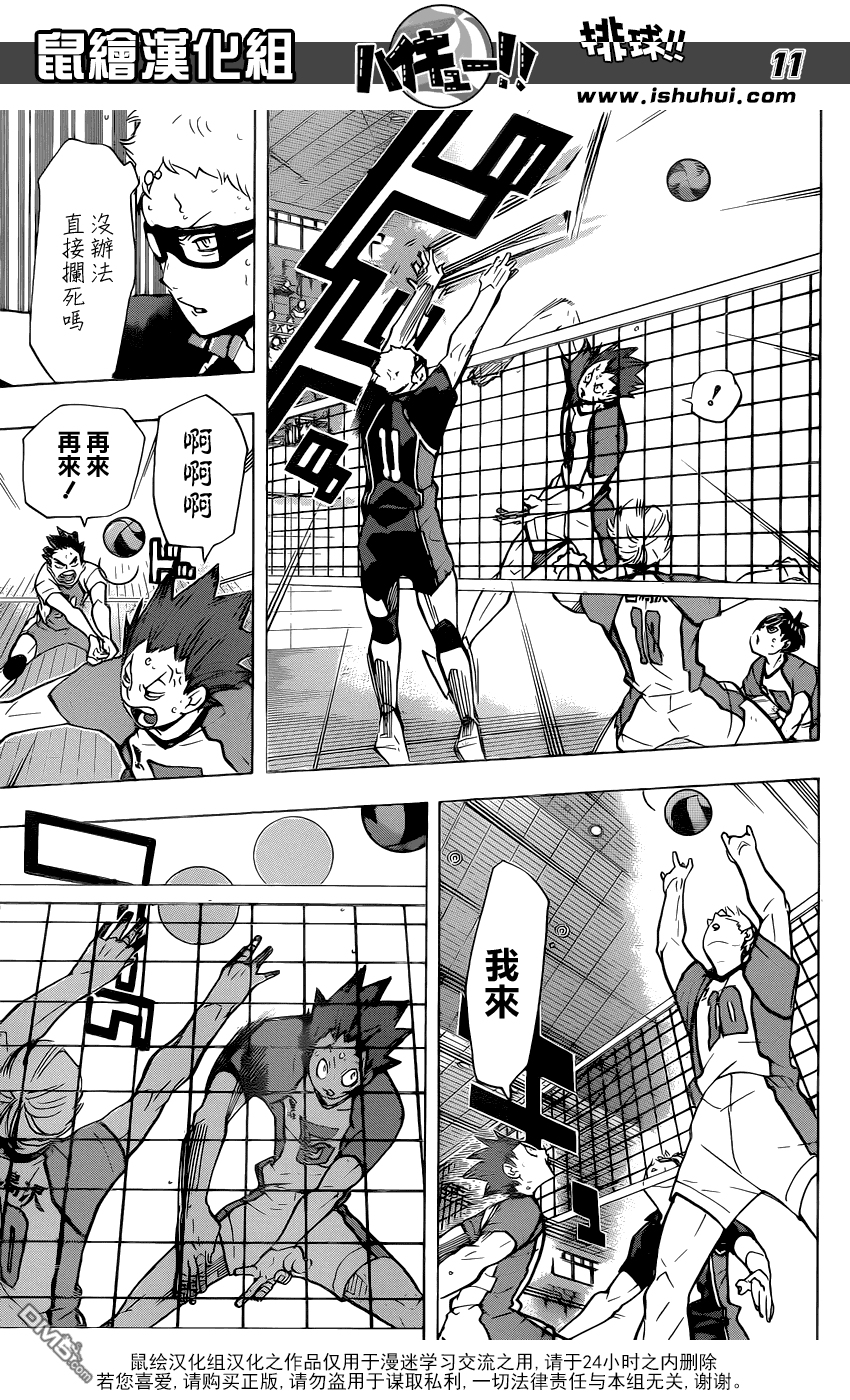 鼠繪漢化組
ハイキュー!!
排球!!
11
www.ishuhui.com
!
11
10
沒辦法
直接攔死嗎
啊啊啊
再來
再來!
我來
10
鼠绘汉化组汉化之作品仅用于漫迷学习交流之用,请于24小时之内删除
若您喜爱,请购买正版,请勿盗用于谋取私利,一切法律责任与本组无关,谢谢。